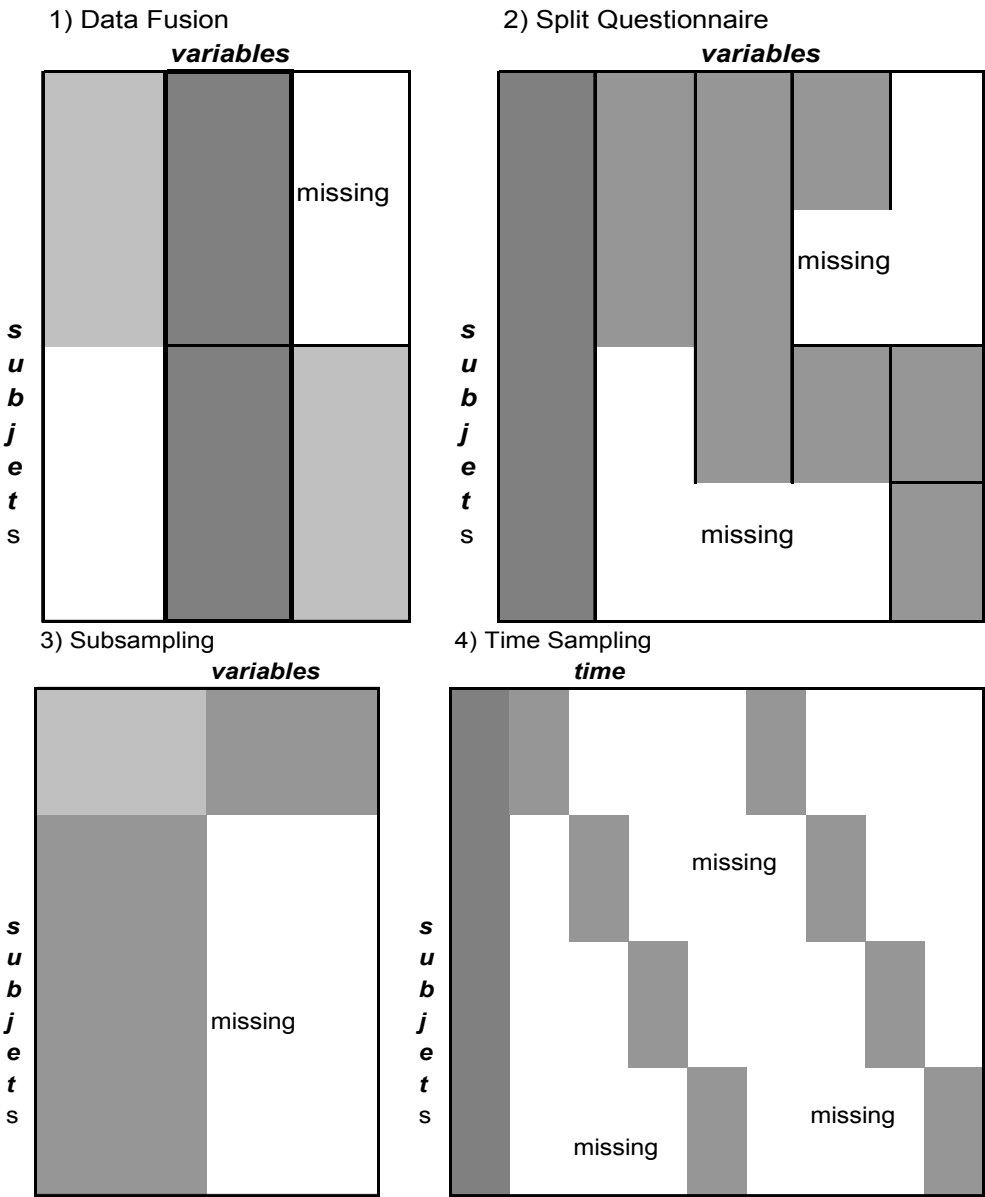 1) Data Fusion
variables
missing
s
u
b
j
e
t
s
2) Split Questionnaire
variables
missing
missing
s
u
b
j
e
t
s
3) Subsampling
variables
missing
s
u
b
j
e
t
s
4) Time Sampling
time
missing
missing
missing
s
u
b
j
e
t
s